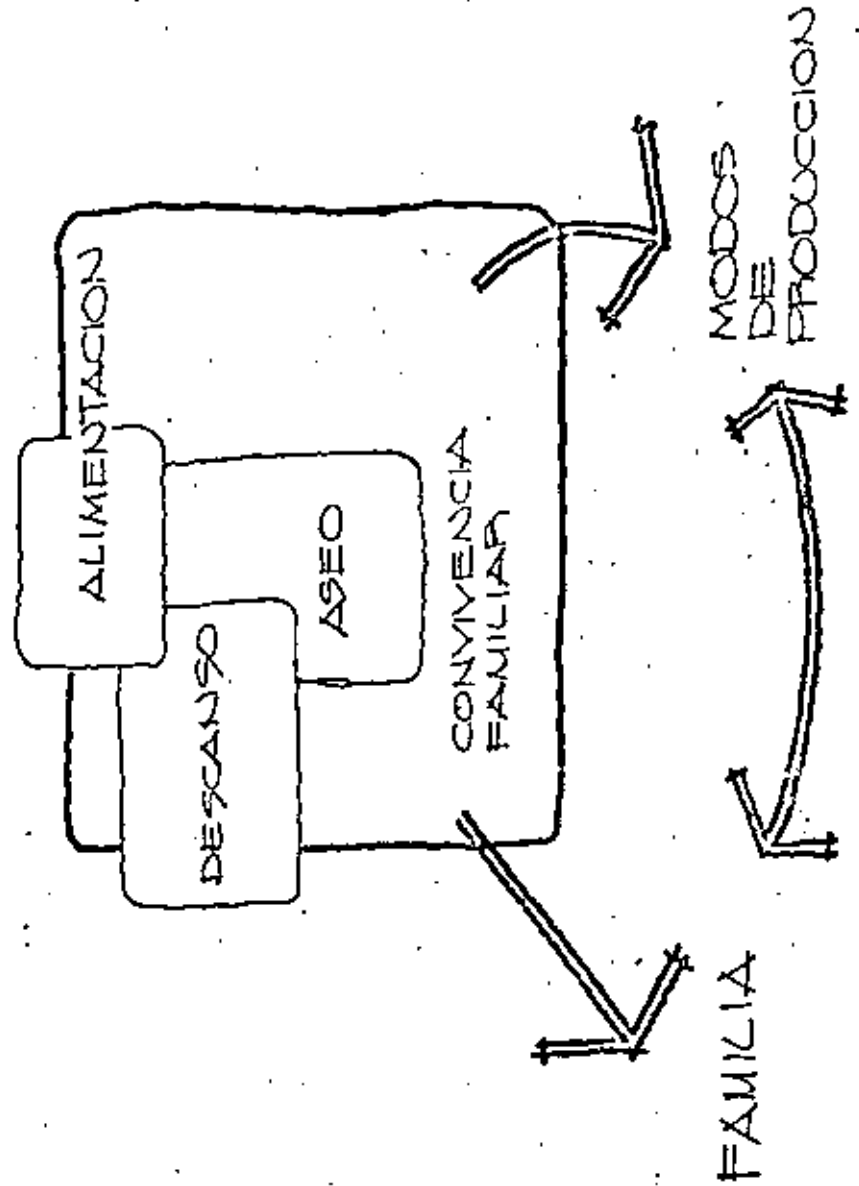 ALIMENTACION
DESCANSO
ASEO
CONVIVENCIA
FAMILIAR
FAMILIA
MODOS
DE
PRODUCCION